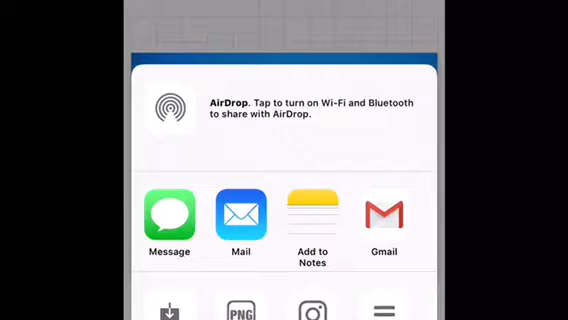 AirDrop. Tap to turn on Wi-Fi and Bluetooth
to share with AirDrop.
Message
Mail
Add to
Notes
Gmail
PNG